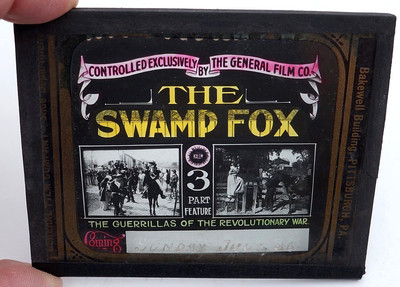 CONTROLLED EXCLUSIVELY BY THE GENERAL FILM CO.
THE
SWAMP FOX
3
PART
FEATURE
THE GUERRILLAS OF THE REVOLUTIONARY WAR.
Coming
Bakewell Building-PITTSBURGH, PA.